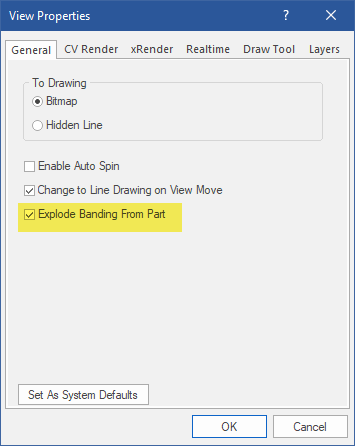 View Properties ?
General CV Render xRender Realtime Draw Tool Layers
To Drawing
Bitmap
Hidden Line
Enable Auto Spin
Change to Line Drawing on View Move
Explode Banding From Part
Set As System Defaults
OK Cancel